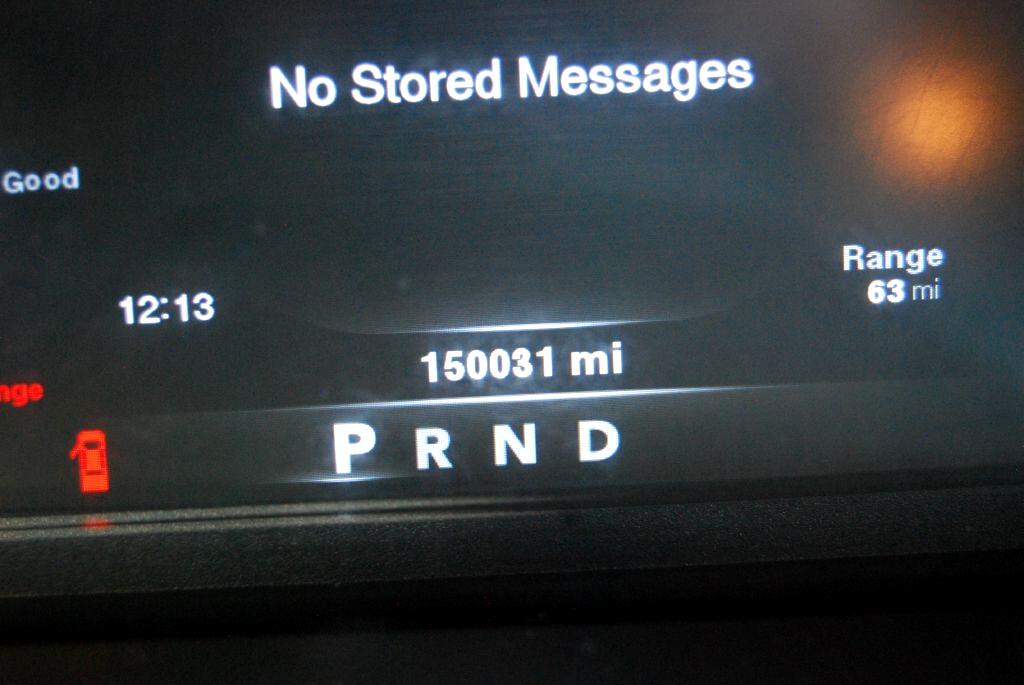 No Stored Messages
Good
Range
63 mi
12:13
150031 mi
P R N D